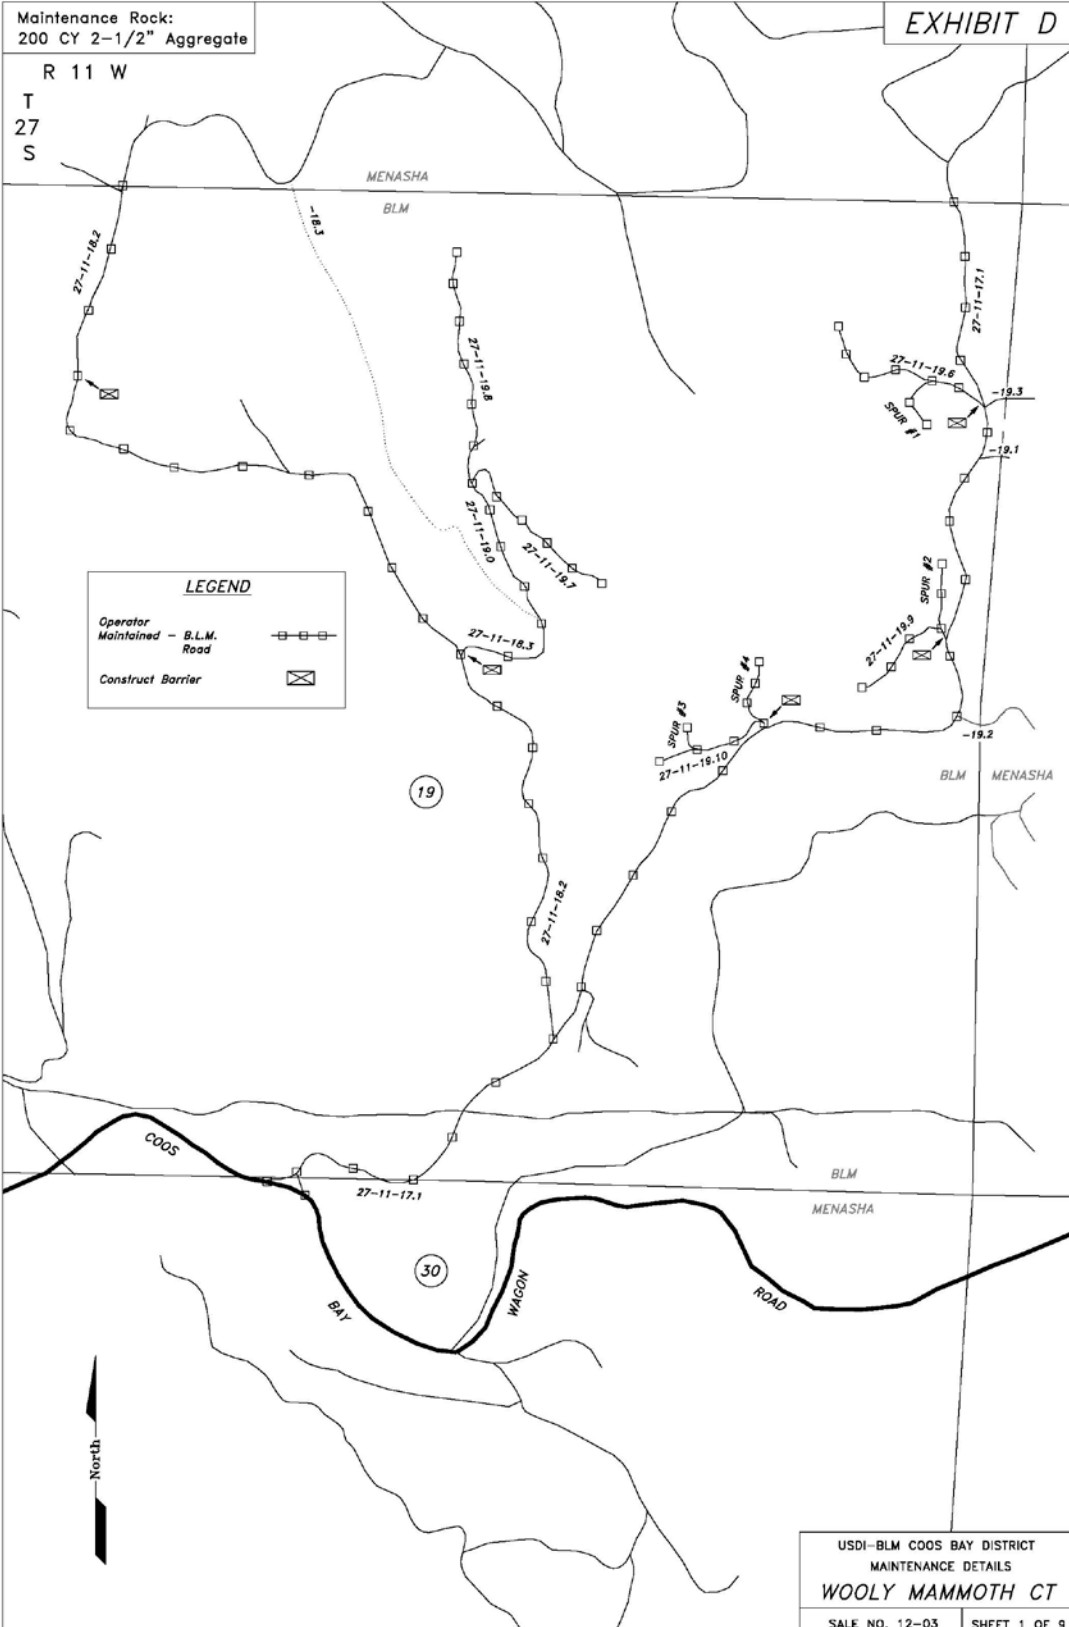 Maintenance Rock:
200 CY 2-1/2" Aggregate
EXHIBIT D
R 11 W
T
27
S
MENASHA
BLM
-18.3
27-11-18.2
27-11-17.1
27-11-19.8
27-11-19.6
-19.3
SPUR #1
-19.1
27-11-19.0
27-11-19.7
SPUR #2
LEGEND
Operator
Maintained - B.L.M.
Road
Construct Barrier
27-11-18.3
27-11-19.9
SPUR #4
SPUR #3
-19.2
27-11-19.10
BLM MENASHA
19
27-11-18.2
COOS
BLM
27-11-17.1
MENASHA
30
BAY
WAGON
ROAD
North
USDI-BLM COOS BAY DISTRICT
MAINTENANCE DETAILS
WOOLY MAMMOTH CT
SALE NO. 12-03 SHEET 1 OF 9